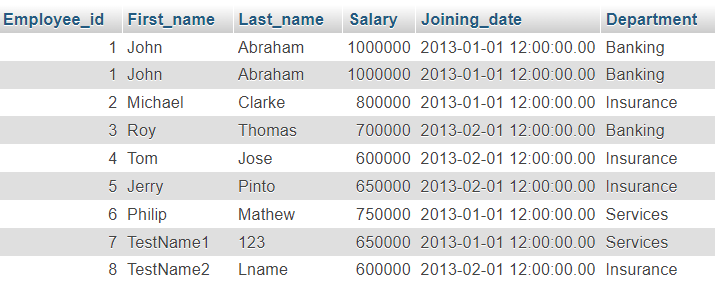 Employee_id First_name Last_name Salary Joining_date Department
1 John Abraham 1000000 2013-01-01 12:00:00.00 Banking
1 John Abraham 1000000 2013-01-01 12:00:00.00 Banking
2 Michael Clarke 800000 2013-01-01 12:00:00.00 Insurance
3 Roy Thomas 700000 2013-02-01 12:00:00.00 Banking
4 Tom Jose 600000 2013-02-01 12:00:00.00 Insurance
5 Jerry Pinto 650000 2013-02-01 12:00:00.00 Insurance
6 Philip Mathew 750000 2013-01-01 12:00:00.00 Services
7 TestName1 123 650000 2013-01-01 12:00:00.00 Services
8 TestName2 Lname 600000 2013-02-01 12:00:00.00 Insurance